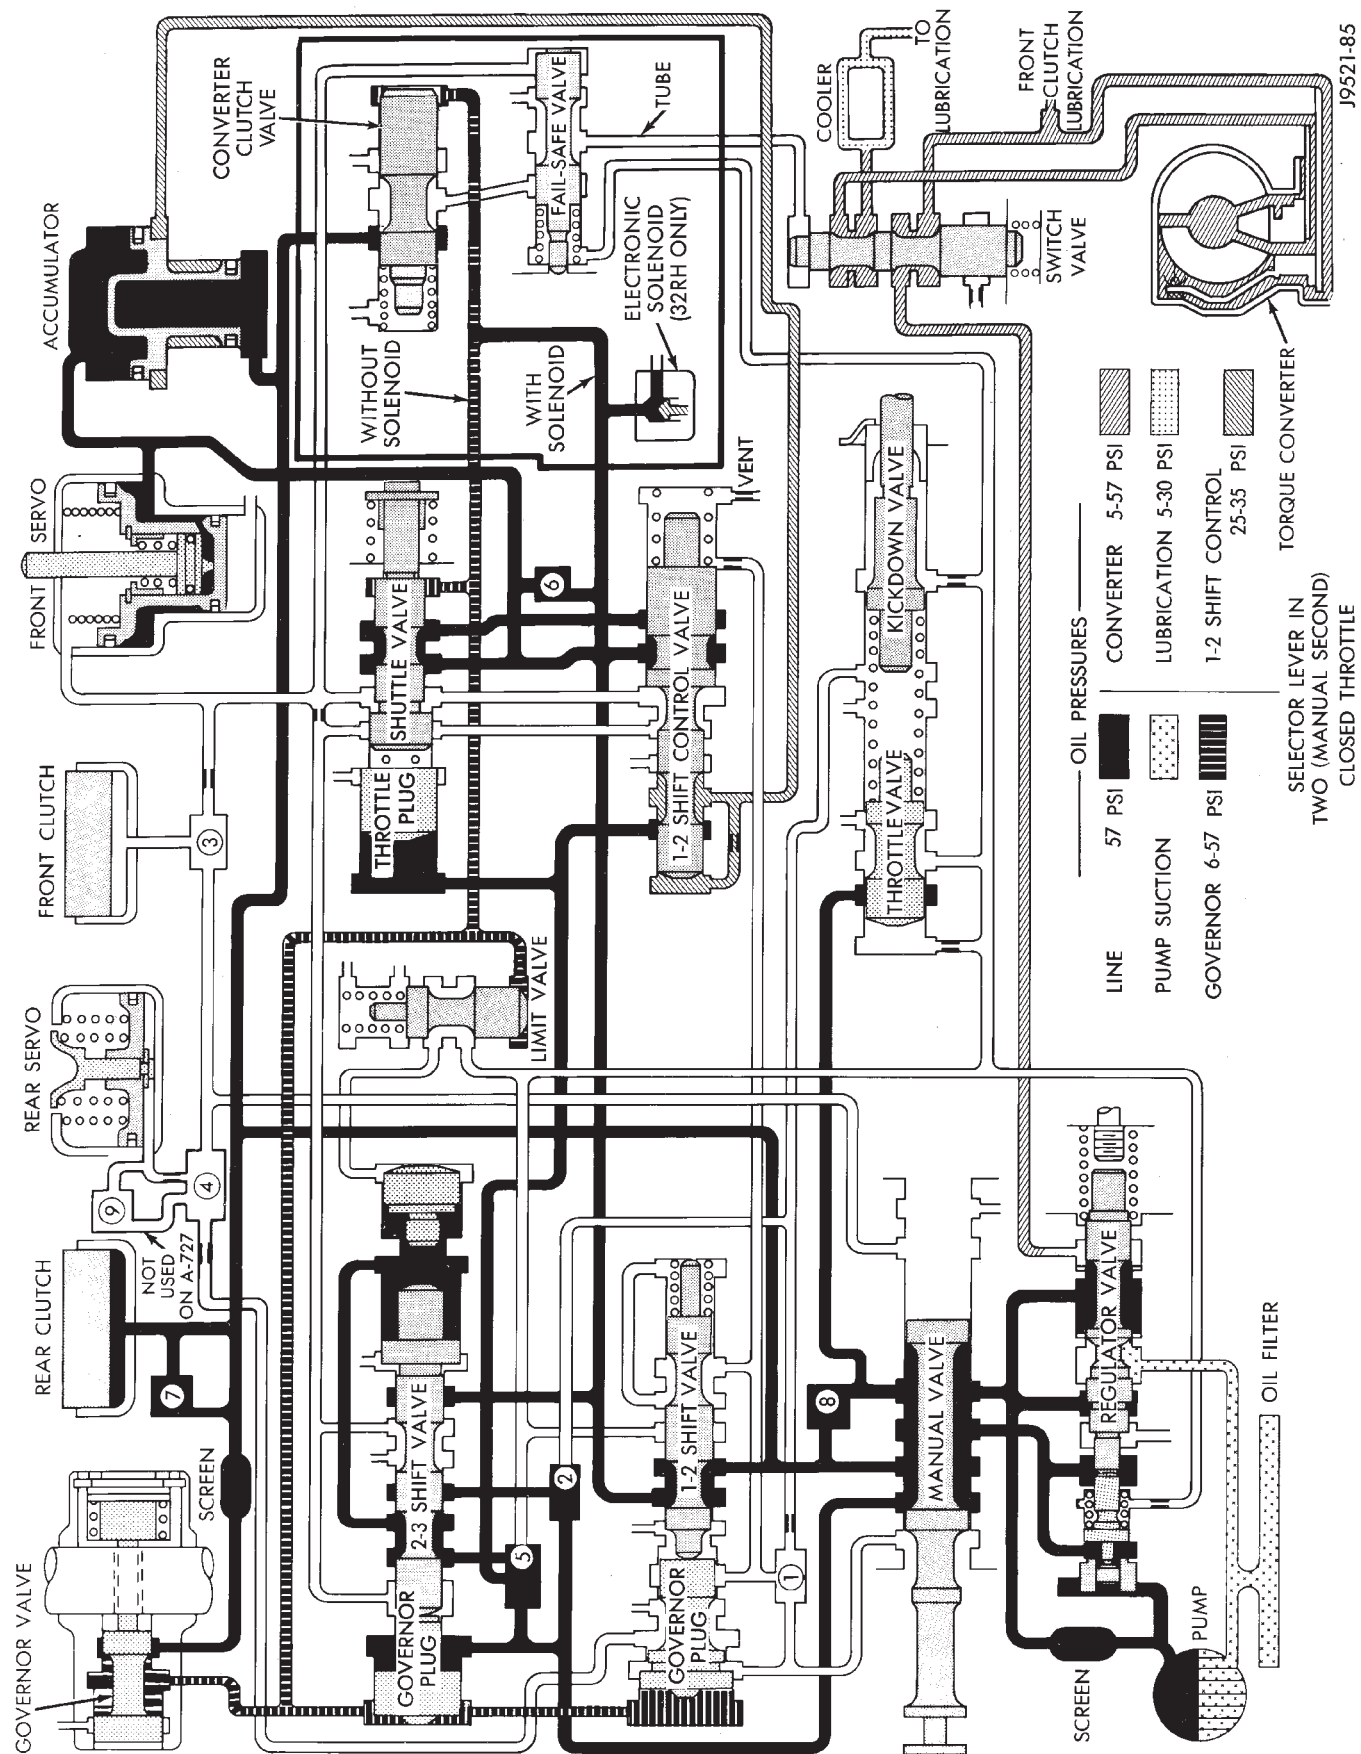 GOVERNOR VALVE
REAR CLUTCH
REAR SERVO
FRONT CLUTCH
FRONT SERVO
ACCUMULATOR
7
SCREEN
9
NOT
USED
ON A-727
4
3
CONVERTER
CLUTCH
VALVE
WITHOUT
SOLENOID
WITH
SOLENOID
ELECTRONIC
SOLENOID
(32RH ONLY)
FAIL-SAFE VALVE
TUBE
COOLER
TO
LUBRICATION
FRONT
CLUTCH
LUBRICATION
SWITCH
VALVE
GOVERNOR
PLUG
2-3 SHIFT VALVE
5
2
LIMIT VALVE
THROTTLE
PLUG
SHUTTLE VALVE
6
VENT
GOVERNOR
PLUG
1-2 SHIFT VALVE
1
1-2 SHIFT CONTROL VALVE
8
MANUAL VALVE
THROTTLE VALVE
KICKDOWN VALVE
REGULATOR VALVE
SCREEN
PUMP
OIL FILTER
OIL PRESSURES
LINE 57 PSI
PUMP SUCTION
GOVERNOR 6-57 PSI
CONVERTER 5-57 PSI
LUBRICATION 5-30 PSI
1-2 SHIFT CONTROL
25-35 PSI
TORQUE CONVERTER
SELECTOR LEVER IN
TWO (MANUAL SECOND)
CLOSED THROTTLE
J9521-85